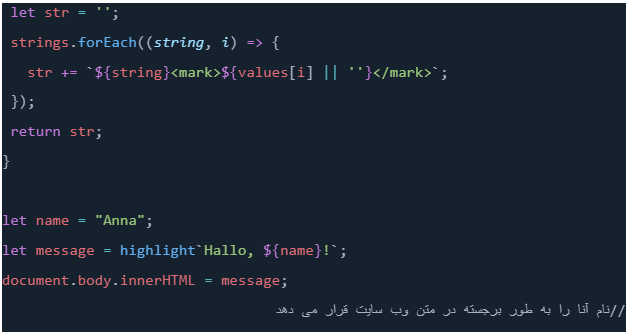 let str = '';
strings.forEach((string, i) => {
str += `${string}<mark>${values[i] || ''}</mark>`;
});
return str;
}
let name = "Anna";
let message = highlight`Hallo, ${name}!`;
document.body.innerHTML = message;
//نام آنا را به طور برجسته در متن وب سایت قرار می دهد